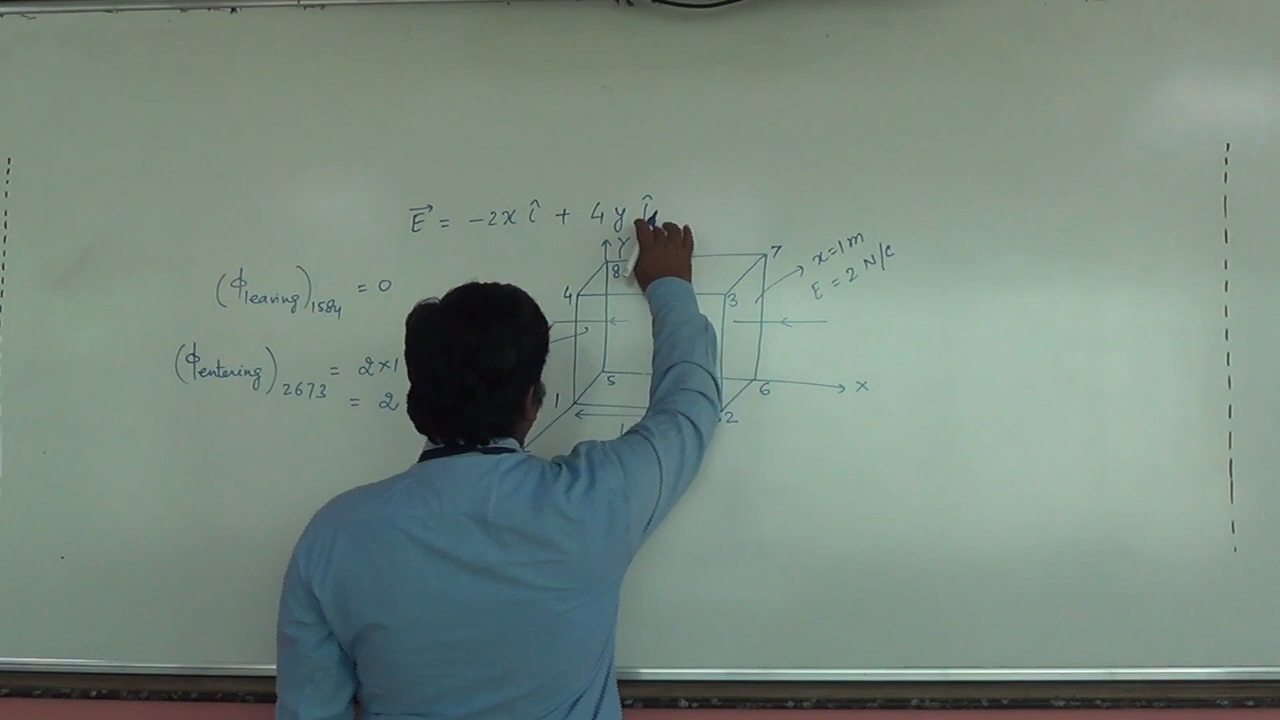 E⃗ = -2x î + 4 y ĵ
Y
8
7
x=1m
E = 2 N/C
4
3
(ϕleaving)1584 = 0
(ϕentering)2673 = 2×1
= 2
5
6
X
1
2